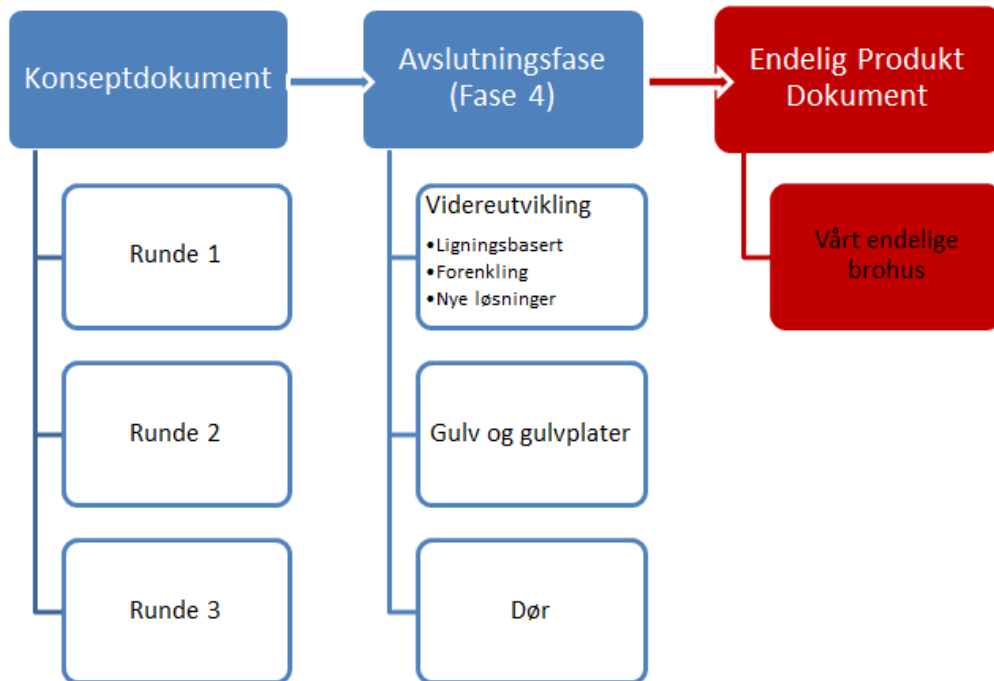 Konseptdokument
Runde 1
Runde 2
Runde 3
Avslutningsfase
(Fase 4)
Videreutvikling
•Ligningsbasert
•Forenkling
•Nye løsninger
Gulv og gulvplater
Dør
Endelig Produkt
Dokument
Vårt endelige
brohus